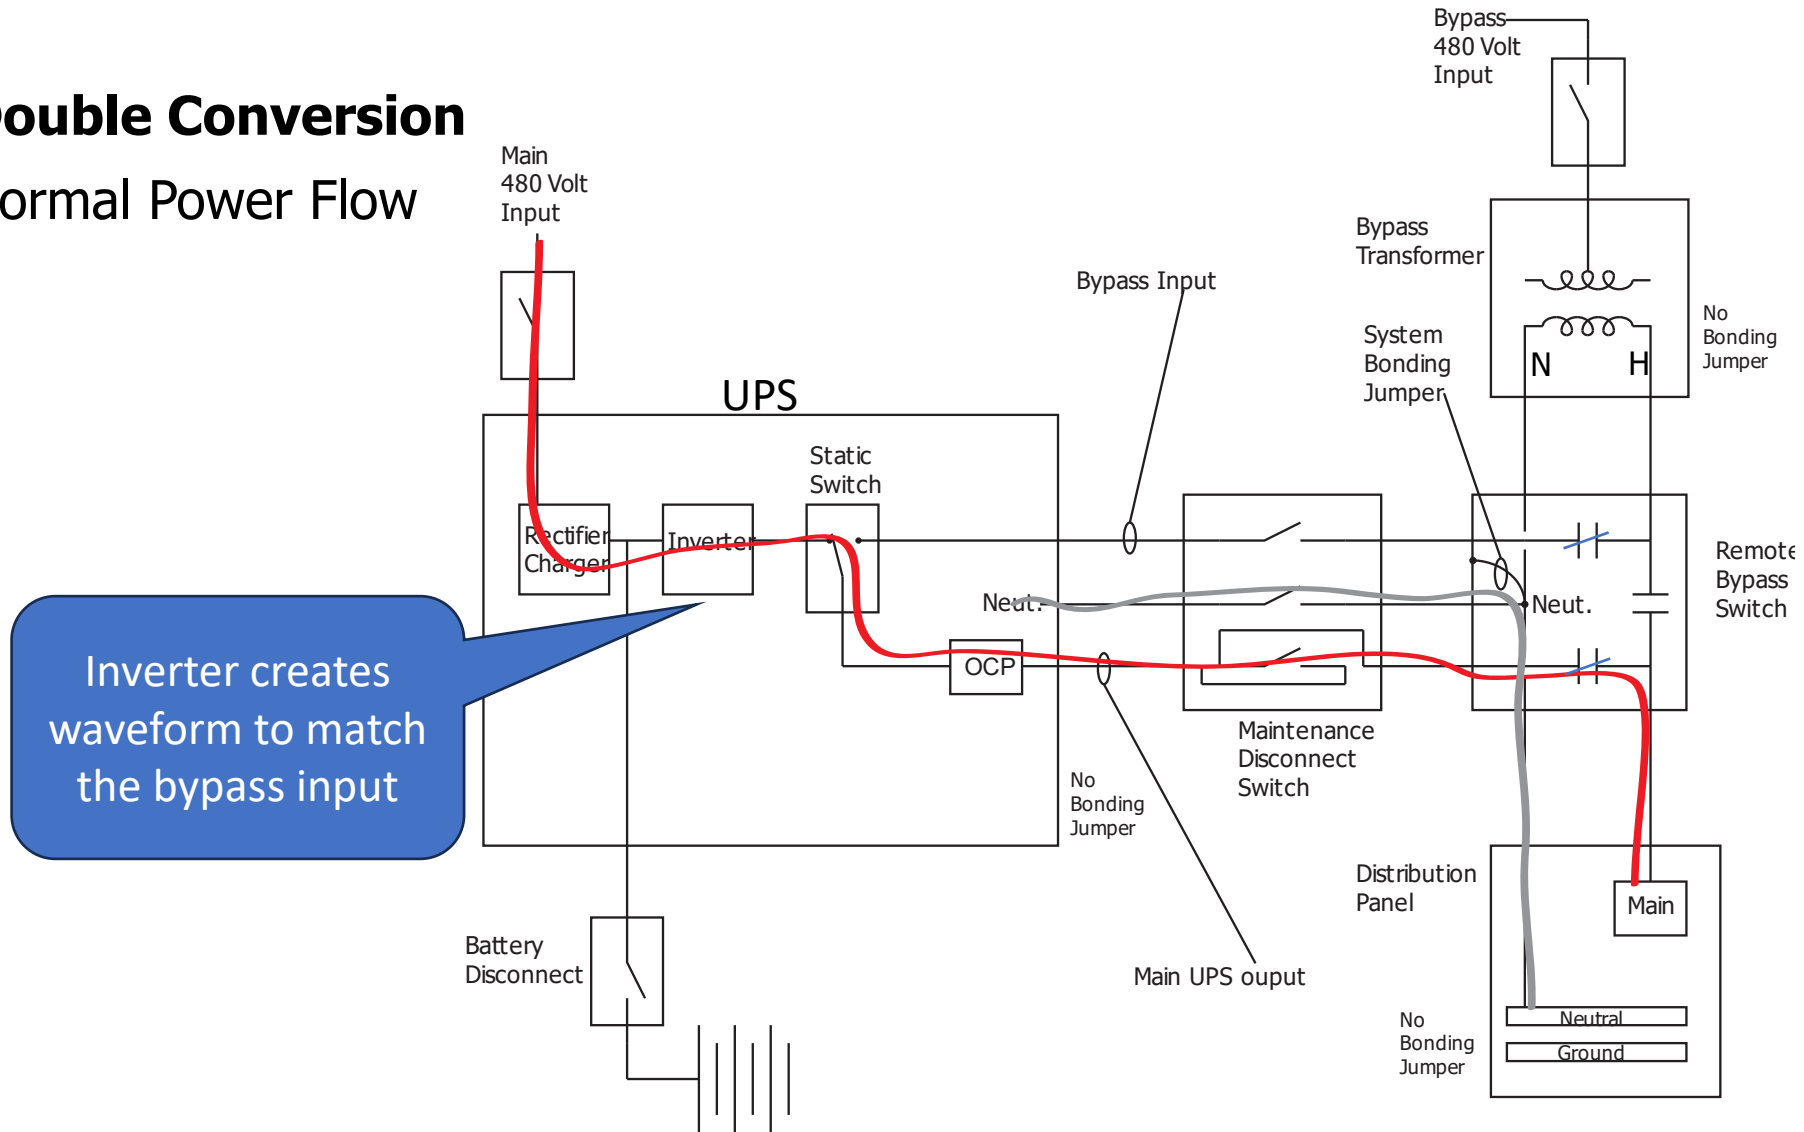 ouble Conversion
ormal Power Flow
Bypass
480 Volt
Input
Main
480 Volt
Input
Bypass
Transformer
Bypass Input
No
Bonding
Jumper
System
Bonding
Jumper
N
H
UPS
Static
Switch
Rectifier
Charger
Inverter
Neut.
Neut.
Remote
Bypass
Switch
OCP
Inverter creates
waveform to match
the bypass input
Maintenance
Disconnect
Switch
No
Bonding
Jumper
Distribution
Panel
Main
Battery
Disconnect
Main UPS ouput
No
Bonding
Jumper
Neutral
Ground